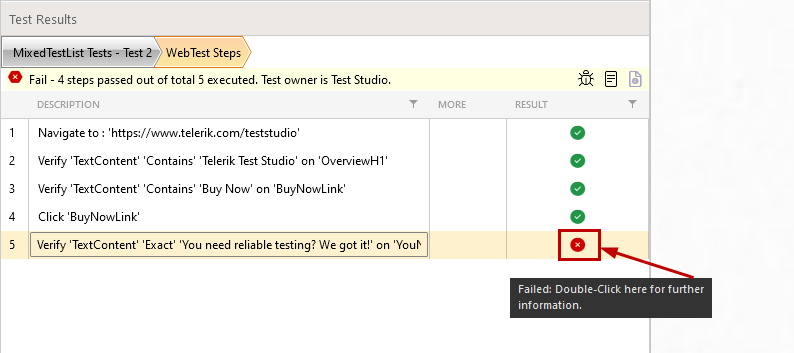 Test Results
MixedTestList Tests - Test 2 WebTest Steps
Fail - 4 steps passed out of total 5 executed. Test owner is Test Studio.
DESCRIPTION MORE RESULT
1 Navigate to : 'https://www.telerik.com/teststudio'
2 Verify 'TextContent' 'Contains' 'Telerik Test Studio' on 'OverviewH1'
3 Verify 'TextContent' 'Contains' 'Buy Now' on 'BuyNowLink'
4 Click 'BuyNowLink'
5 Verify 'TextContent' 'Exact' 'You need reliable testing? We got it!' on 'You
Failed: Double-Click here for further
information.